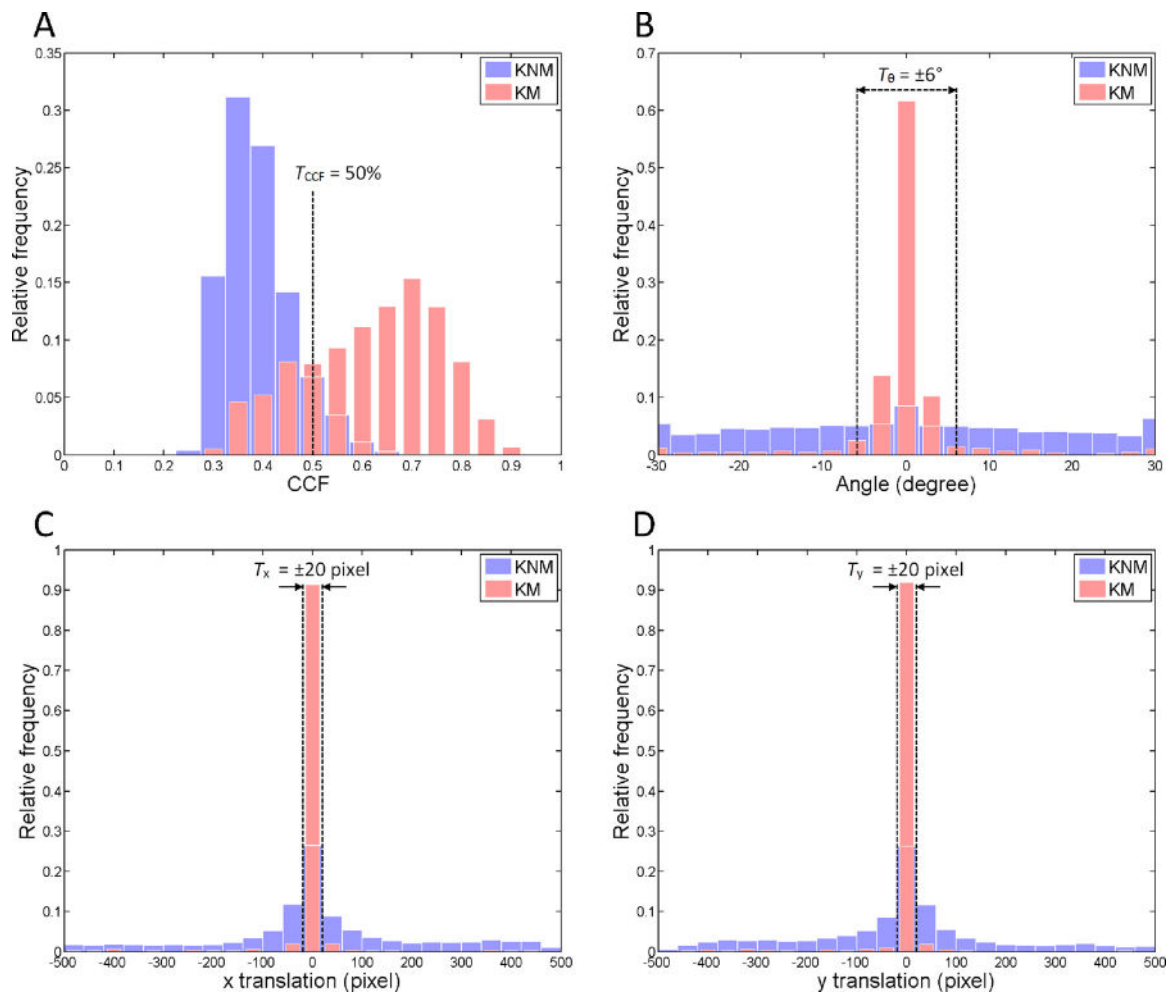 A
0.35
0.3
0.25
0.2
0.15
0.1
0.05
0
Relative frequency
KNM
KM
TCCF = 50%
0 0.1 0.2 0.3 0.4 0.5 0.6 0.7 0.8 0.9 1
CCF
B
0.7
0.6
0.5
0.4
0.3
0.2
0.1
0
Relative frequency
KNM
KM
Tθ = ±6°
-30 -20 -10 0 10 20 30
Angle (degree)
C
1
0.9
0.8
0.7
0.6
0.5
0.4
0.3
0.2
0.1
0
Relative frequency
KNM
KM
Tx = ±20 pixel
-500 -400 -300 -200 -100 0 100 200 300 400 500
x translation (pixel)
D
1
0.9
0.8
0.7
0.6
0.5
0.4
0.3
0.2
0.1
0
Relative frequency
KNM
KM
Ty = ±20 pixel
-500 -400 -300 -200 -100 0 100 200 300 400 500
y translation (pixel)